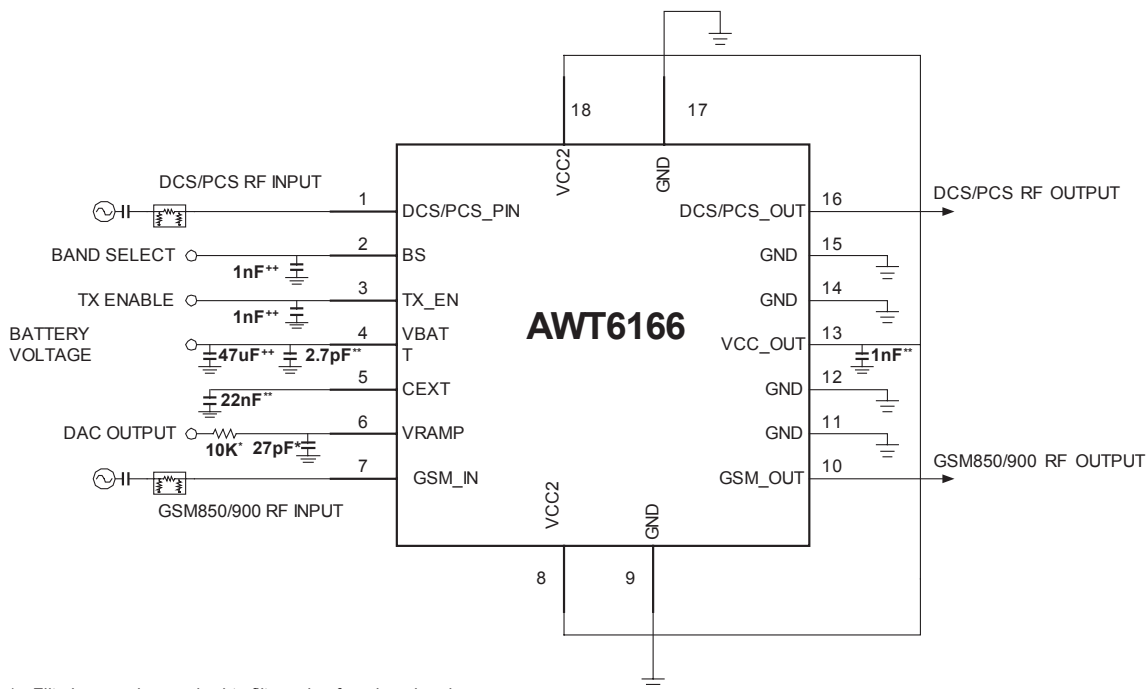 18
17
VCC2
GND
DCS/PCS RF INPUT
1
DCS/PCS_PIN
DCS/PCS_OUT
16
DCS/PCS RF OUTPUT
BAND SELECT
2
BS
1nF++
GND
15
TX ENABLE
3
TX_EN
1nF++
GND
14
AWT6166
BATTERY
VOLTAGE
4
VBAT
T
47uF++
2.7pF**
VCC_OUT
13
1nF**
5
CEXT
22nF**
GND
12
DAC OUTPUT
6
VRAMP
10K*
27pF*
GND
11
7
GSM_IN
GSM850/900 RF INPUT
GSM_OUT
10
GSM850/900 RF OUTPUT
VCC2
GND
8
9